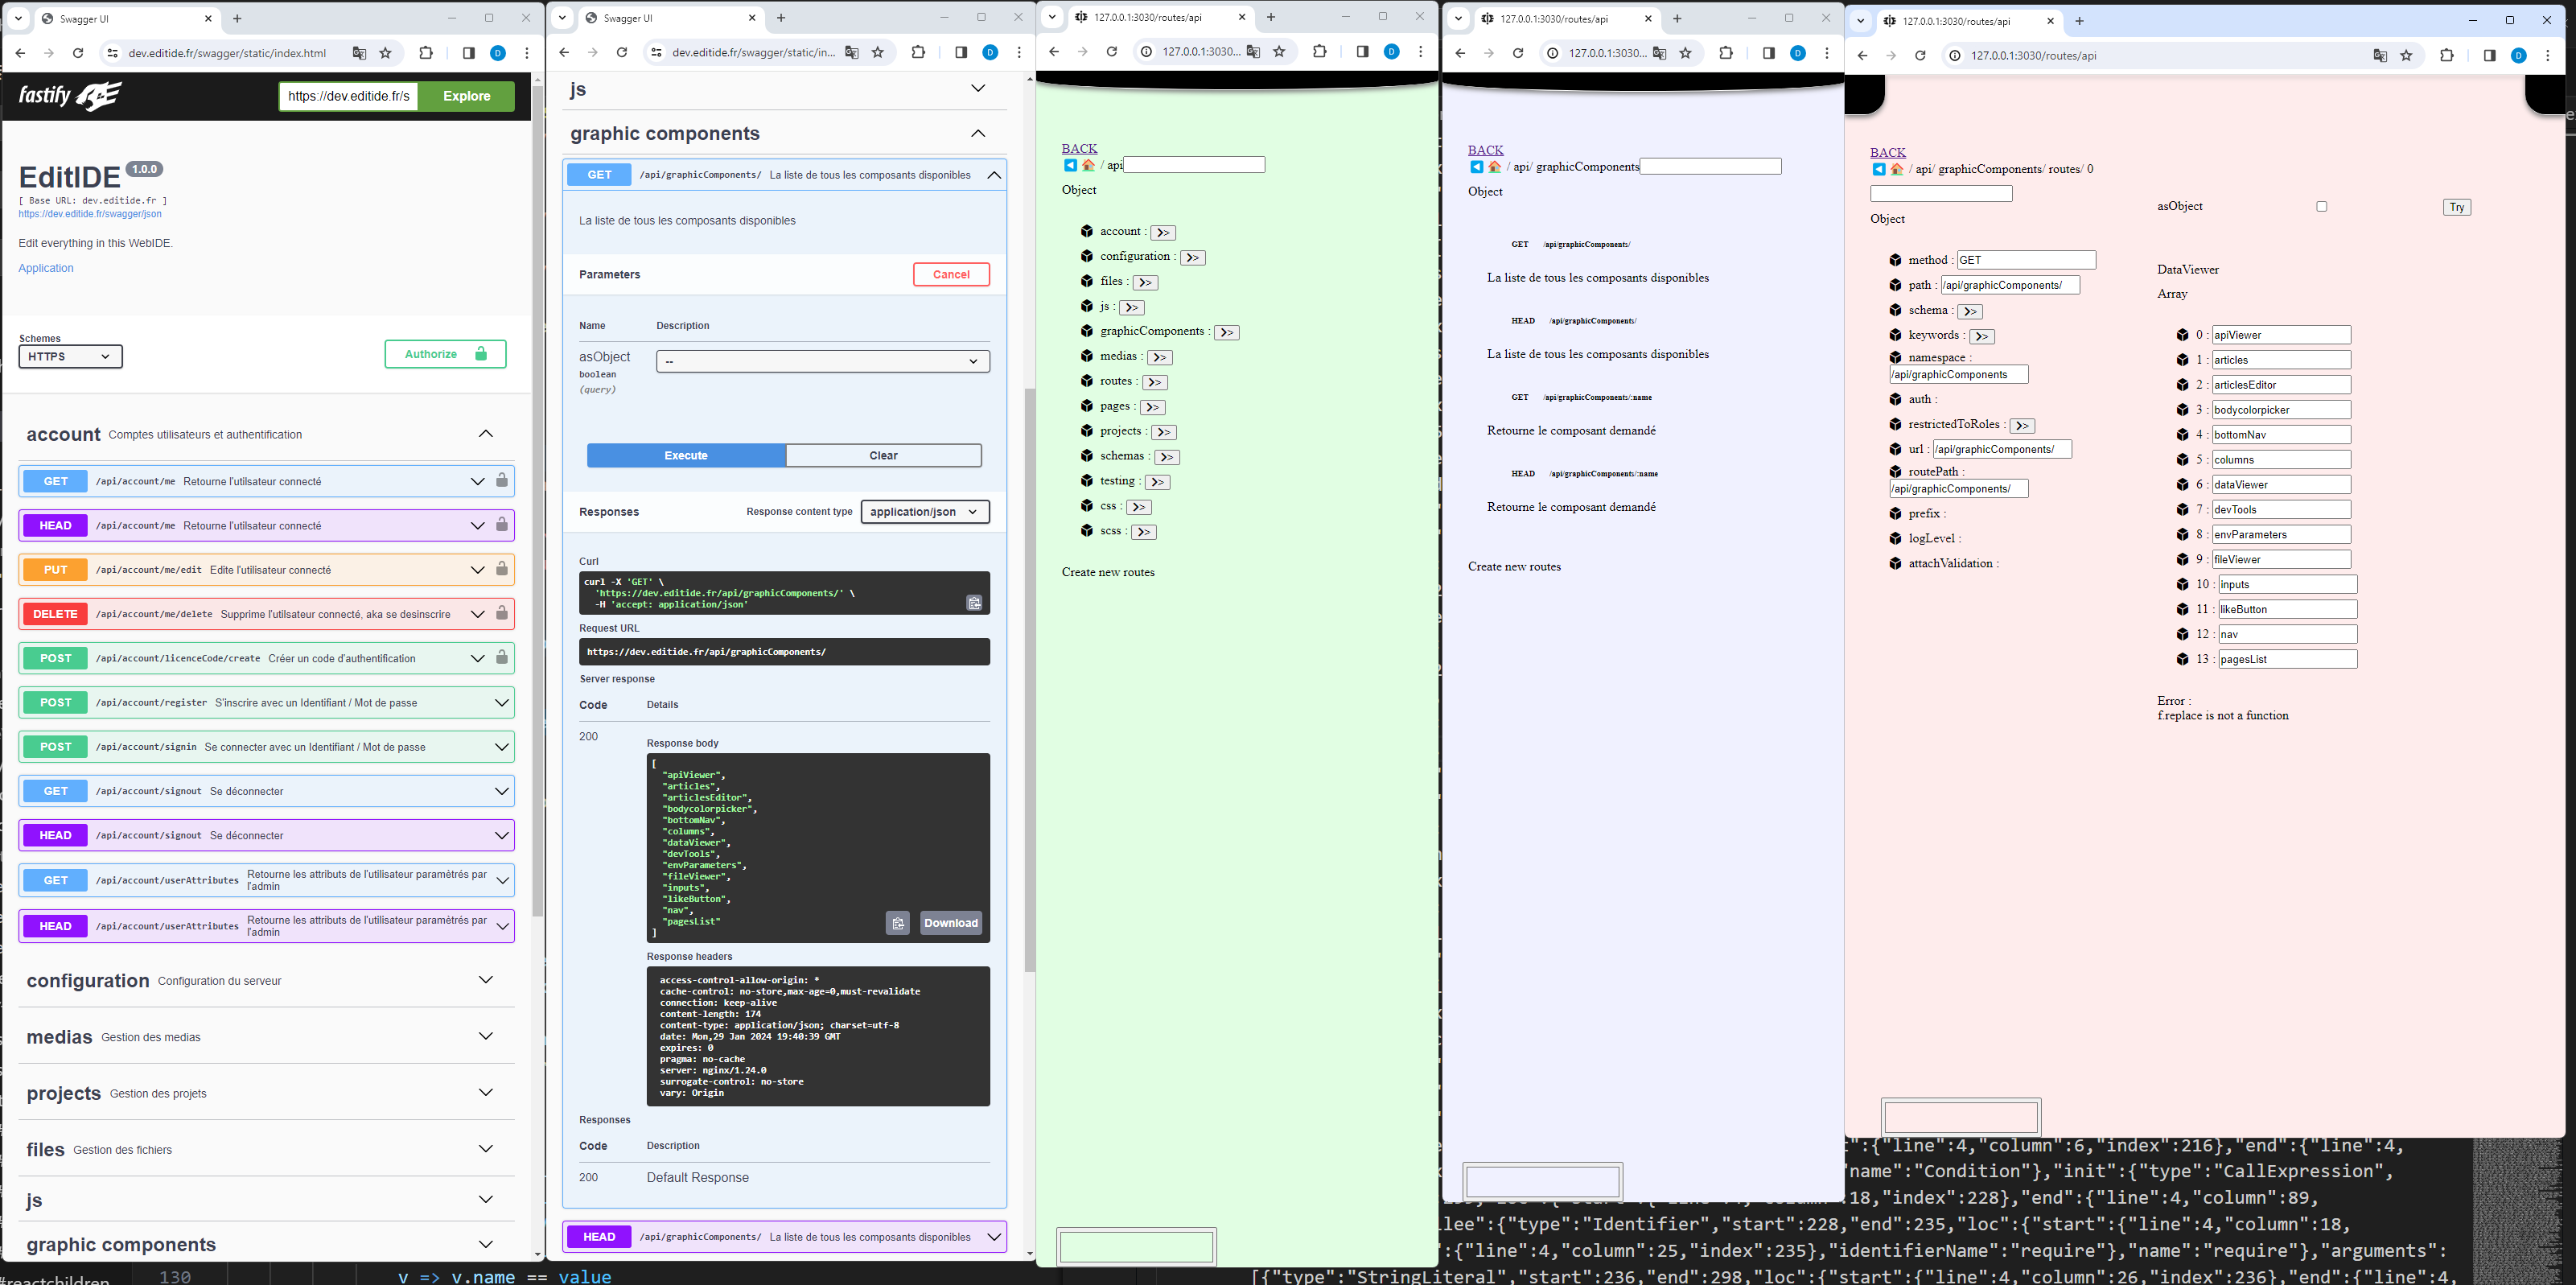 Swagger UI
dev.editide.fr/swagger/static/index.html
fastify
https://dev.editide.fr/s
Explore
EditIDE 1.0.0
[ Base URL: dev.editide.fr ]
https://dev.editide.fr/swagger/json
Edit everything in this WebIDE.
Application
Schemes
HTTPS
Authorize
account Comptes utilisateurs et authentification
GET /api/account/me Retourne l'utilsateur connecté
HEAD /api/account/me Retourne l'utilsateur connecté
PUT /api/account/me/edit Edite l'utilisateur connecté
DELETE /api/account/me/delete Supprime l'utilsateur connecté, aka se desinscrire
POST /api/account/licenceCode/create Créer un code d'authentification
POST /api/account/register S'inscrire avec un Identifiant / Mot de passe
POST /api/account/signin Se connecter avec un Identifiant / Mot de passe
GET /api/account/signout Se déconnecter
HEAD /api/account/signout Se déconnecter
GET /api/account/userAttributes Retourne les attributs de l'utilisateur paramètrés par
l'admin
HEAD /api/account/userAttributes Retourne les attributs de l'utilisateur paramètrés par
l'admin
configuration Configuration du serveur
medias Gestion des medias
projects Gestion des projets
files Gestion des fichiers
js
graphic components
#reactchildren
130
v => v.name == value
Swagger UI
dev.editide.fr/swagger/static/in...
js
graphic components
GET /api/graphicComponents/ La liste de tous les composants disponibles
La liste de tous les composants disponibles
Parameters
Cancel
Name Description
asObject
boolean
(query)
--
Execute
Clear
Responses
Response content type
application/json
Curl
curl -X 'GET' \
'https://dev.editide.fr/api/graphicComponents/' \
-H 'accept: application/json'
Request URL
https://dev.editide.fr/api/graphicComponents/
Server response
Code Details
200
Response body
[
"apiViewer",
"articles",
"articlesEditor",
"bodycolorpicker",
"bottomNav",
"columns",
"dataViewer",
"devTools",
"envParameters",
"fileViewer",
"inputs",
"likeButton",
"nav",
"pagesList"
]
Download
Response headers
access-control-allow-origin: *
cache-control: no-store,max-age=0,must-revalidate
connection: keep-alive
content-length: 174
content-type: application/json; charset=utf-8
date: Mon,29 Jan 2024 19:40:39 GMT
expires: 0
pragma: no-cache
server: nginx/1.24.0
surrogate-control: no-store
vary: Origin
Responses
Code Description
200 Default Response
HEAD /api/graphicComponents/ La liste de tous les composants disponibles
127.0.0.1:3030/routes/api
127.0.0.1:3030...
BACK
/ api
Object
account : >>
configuration : >>
files : >>
js : >>
graphicComponents : >>
medias : >>
routes : >>
pages : >>
projects : >>
schemas : >>
testing : >>
css : >>
scss : >>
Create new routes
127.0.0.1:3030/routes/api
127.0.0.1:3030...
BACK
/ api/ graphicComponents
Object
GET /api/graphicComponents/
La liste de tous les composants disponibles
HEAD /api/graphicComponents/
La liste de tous les composants disponibles
GET /api/graphicComponents/:name
Retourne le composant demandé
HEAD /api/graphicComponents/:name
Retourne le composant demandé
Create new routes
127.0.0.1:3030/routes/api
127.0.0.1:3030/routes/api
BACK
/ api/ graphicComponents/ routes/ 0
Object
method : GET
path : /api/graphicComponents/
schema : >>
keywords : >>
namespace :
/api/graphicComponents
auth :
restrictedToRoles : >>
url : /api/graphicComponents/
routePath :
/api/graphicComponents/
prefix :
logLevel :
attachValidation :
asObject
Try
DataViewer
Array
0 : apiViewer
1 : articles
2 : articlesEditor
3 : bodycolorpicker
4 : bottomNav
5 : columns
6 : dataViewer
7 : devTools
8 : envParameters
9 : fileViewer
10 : inputs
11 : likeButton
12 : nav
13 : pagesList
Error :
f.replace is not a function
":{"line":4,"column":6,"index":216},"end":{"line":4,
"name":"Condition"},"init":{"type":"CallExpression",
18,"index":228},"end":{"line":4,"column":89,
llee":{"type":"Identifier","start":228,"end":235,"loc":{"start":{"line":4,"column":18,
:{"line":4,"column":25,"index":235},"identifierName":"require"},"name":"require"},"arguments":
[{"type":"StringLiteral","start":236,"end":298,"loc":{"start":{"line":4,"column":26,"index":236},"end":{"line":4,